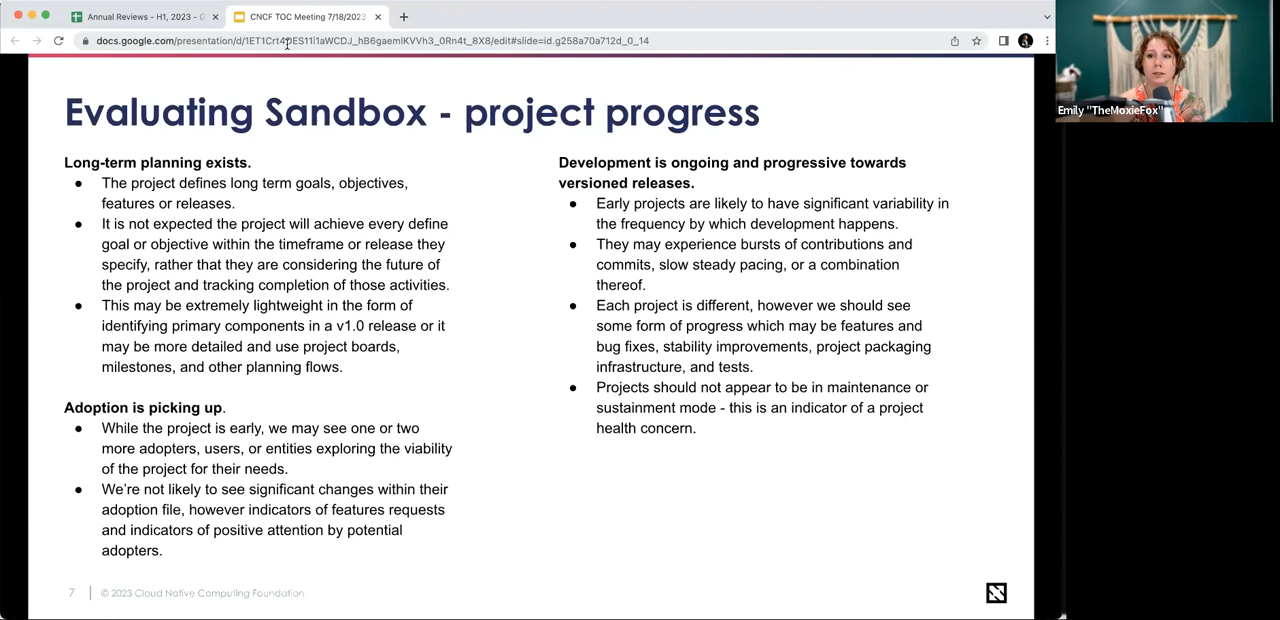 Annual Reviews - H1, 2023 - G
CNCF TOC Meeting 7/18/2023
docs.google.com/presentation/d/1ET1Crt4DES11i1aWCDJ_hB6gaemlKVVh3_0Rn4t_8X8/edit#slide=id.g258a70a712d_0_14
Emily "TheMoxieFox"
Evaluating Sandbox - project progress
Long-term planning exists.
● The project defines long term goals, objectives,
features or releases.
● It is not expected the project will achieve every define
goal or objective within the timeframe or release they
specify, rather that they are considering the future of
the project and tracking completion of those activities.
● This may be extremely lightweight in the form of
identifying primary components in a v1.0 release or it
may be more detailed and use project boards,
milestones, and other planning flows.
Adoption is picking up.
● While the project is early, we may see one or two
more adopters, users, or entities exploring the viability
of the project for their needs.
● We're not likely to see significant changes within their
adoption file, however indicators of features requests
and indicators of positive attention by potential
adopters.
Development is ongoing and progressive towards
versioned releases.
● Early projects are likely to have significant variability in
the frequency by which development happens.
● They may experience bursts of contributions and
commits, slow steady pacing, or a combination
thereof.
● Each project is different, however we should see
some form of progress which may be features and
bug fixes, stability improvements, project packaging
infrastructure, and tests.
● Projects should not appear to be in maintenance or
sustainment mode - this is an indicator of a project
health concern.
7 | © 2023 Cloud Native Computing Foundation